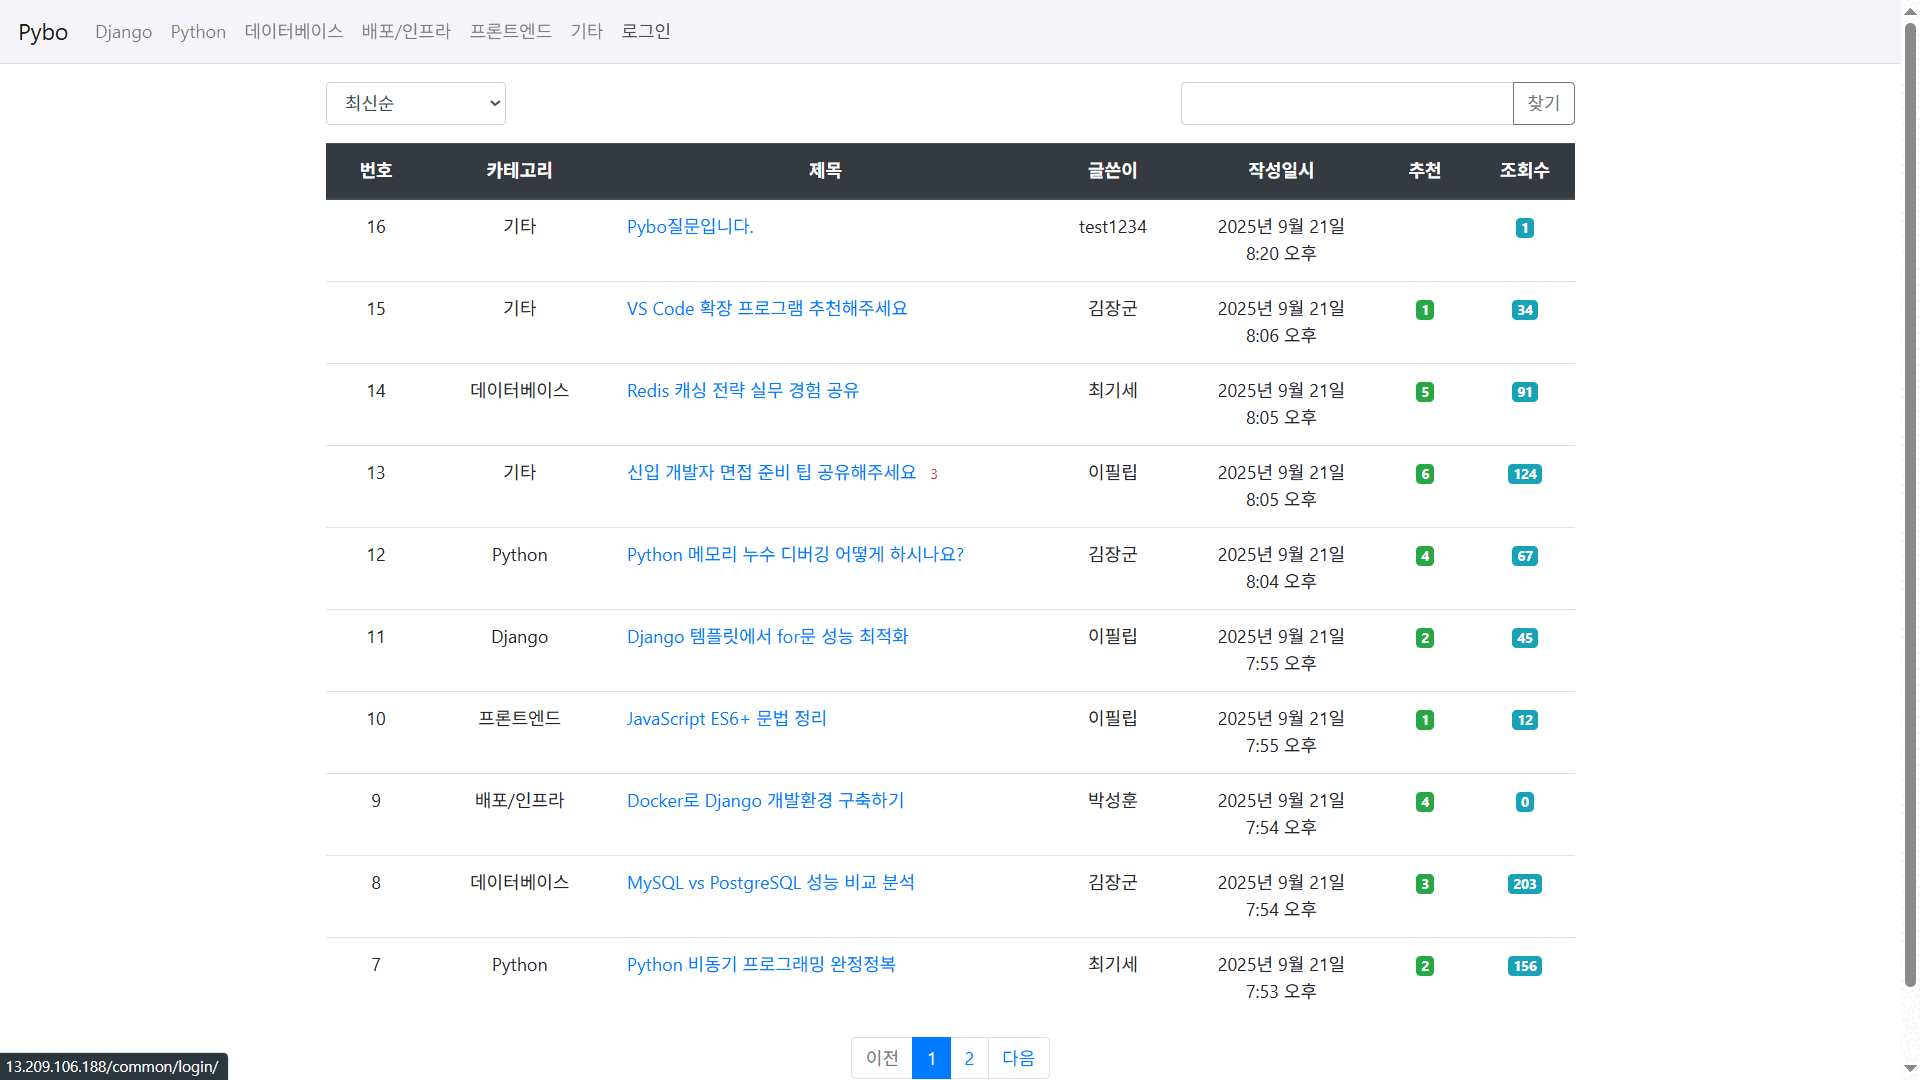 Pybo Django Python 데이터베이스 배포/인프라 프론트엔드 기타 로그인
최신순 찾기
번호 카테고리 제목 글쓴이 작성일시 추천 조회수
16 기타 Pybo질문입니다. test1234 2025년 9월 21일 1
8:20 오후
15 기타 VS Code 확장 프로그램 추천해주세요 김장군 2025년 9월 21일 1 34
8:06 오후
14 데이터베이스 Redis 캐싱 전략 실무 경험 공유 최기세 2025년 9월 21일 5 91
8:05 오후
13 기타 신입 개발자 면접 준비 팁 공유해주세요 3 이필립 2025년 9월 21일 6 124
8:05 오후
12 Python Python 메모리 누수 디버깅 어떻게 하시나요? 김장군 2025년 9월 21일 4 67
8:04 오후
11 Django Django 템플릿에서 for문 성능 최적화 이필립 2025년 9월 21일 2 45
7:55 오후
10 프론트엔드 JavaScript ES6+ 문법 정리 이필립 2025년 9월 21일 1 12
7:55 오후
9 배포/인프라 Docker로 Django 개발환경 구축하기 박성훈 2025년 9월 21일 4 0
7:54 오후
8 데이터베이스 MySQL vs PostgreSQL 성능 비교 분석 김장군 2025년 9월 21일 3 203
7:54 오후
7 Python Python 비동기 프로그래밍 완정정복 최기세 2025년 9월 21일 2 156
7:53 오후
이전 1 2 다음
13.209.106.188/common/login/